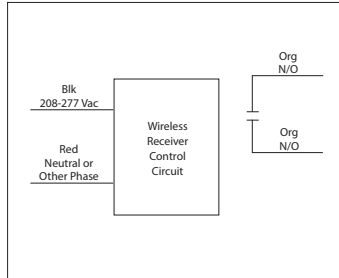 Blk
208-277 Vac
Red
Neutral or
Other Phase
Wireless
Receiver
Control
Circuit
Org
N/O
Org
N/O